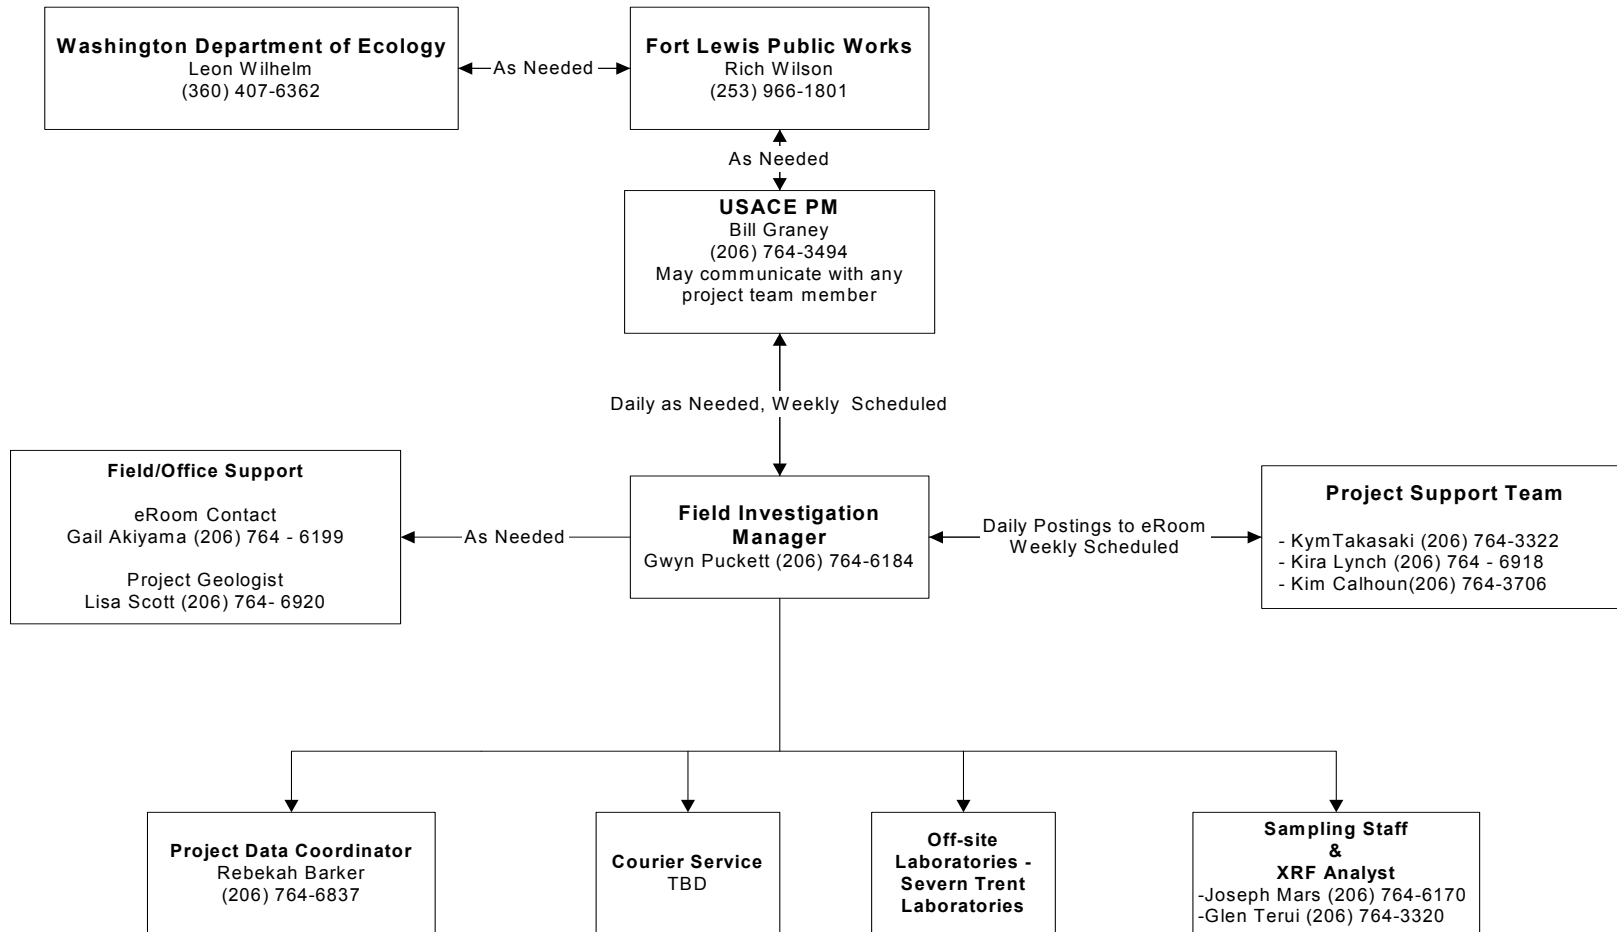 Washington Department of Ecology
Leon Wilhelm
(360) 407-6362
As Needed
Fort Lewis Public Works
Rich Wilson
(253) 966-1801
As Needed
USACE PM
Bill Graney
(206) 764-3494
May communicate with any
project team member
Daily as Needed, Weekly Scheduled
Field/Office Support
eRoom Contact
Gail Akiyama (206) 764 - 6199
Project Geologist
Lisa Scott (206) 764- 6920
As Needed
Field Investigation
Manager
Gwyn Puckett (206) 764-6184
Daily Postings to eRoom
Weekly Scheduled
Project Support Team
- KymTakasaki (206) 764-3322
- Kira Lynch (206) 764 - 6918
- Kim Calhoun(206) 764-3706
Project Data Coordinator
Rebekah Barker
(206) 764-6837
Courier Service
TBD
Off-site
Laboratories -
Severn Trent
Laboratories
Sampling Staff
&
XRF Analyst
-Joseph Mars (206) 764-6170
-Glen Terui (206) 764-3320